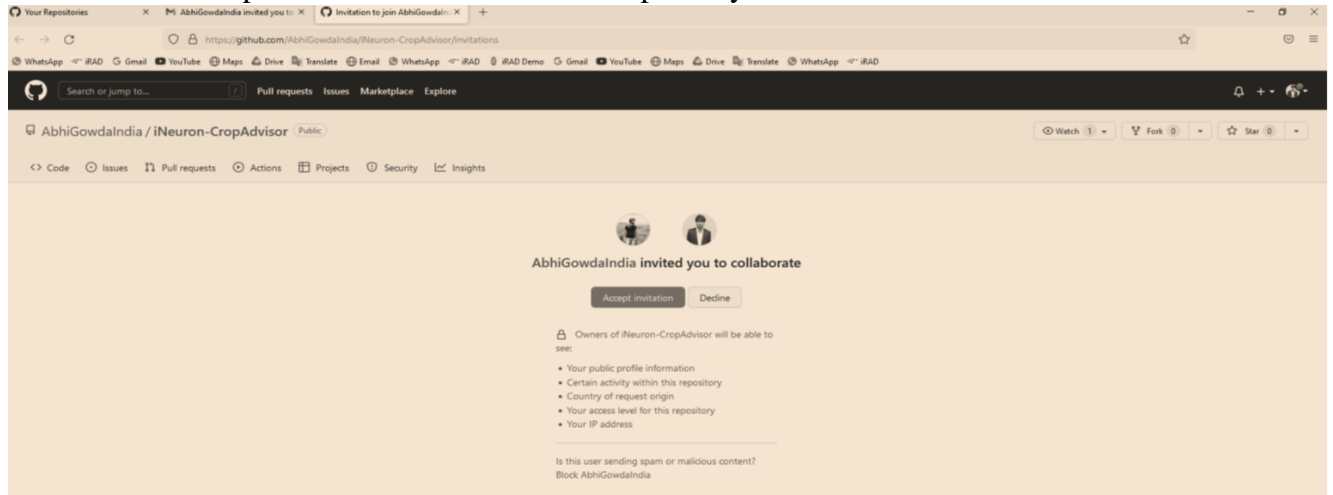 Your Repositories AbhiGowdaIndia invited you to Invitation to join AbhiGowdaIn
https://github.com/AbhiGowdaIndia/iNeuron-CropAdvisor/invitations
WhatsApp iRAD Gmail YouTube Maps Drive Translate Email WhatsApp iRAD iRAD Demo Gmail YouTube Maps Drive Translate WhatsApp iRAD
Search or jump to... / Pull requests Issues Marketplace Explore
AbhiGowdaIndia / iNeuron-CropAdvisor Public Watch 1 Fork 0 Star 0
Code Issues Pull requests Actions Projects Security Insights
AbhiGowdaIndia invited you to collaborate
Accept invitation Decline
Owners of iNeuron-CropAdvisor will be able to
see:
• Your public profile information
• Certain activity within this repository
• Country of request origin
• Your access level for this repository
• Your IP address
Is this user sending spam or malicious content?
Block AbhiGowdaIndia